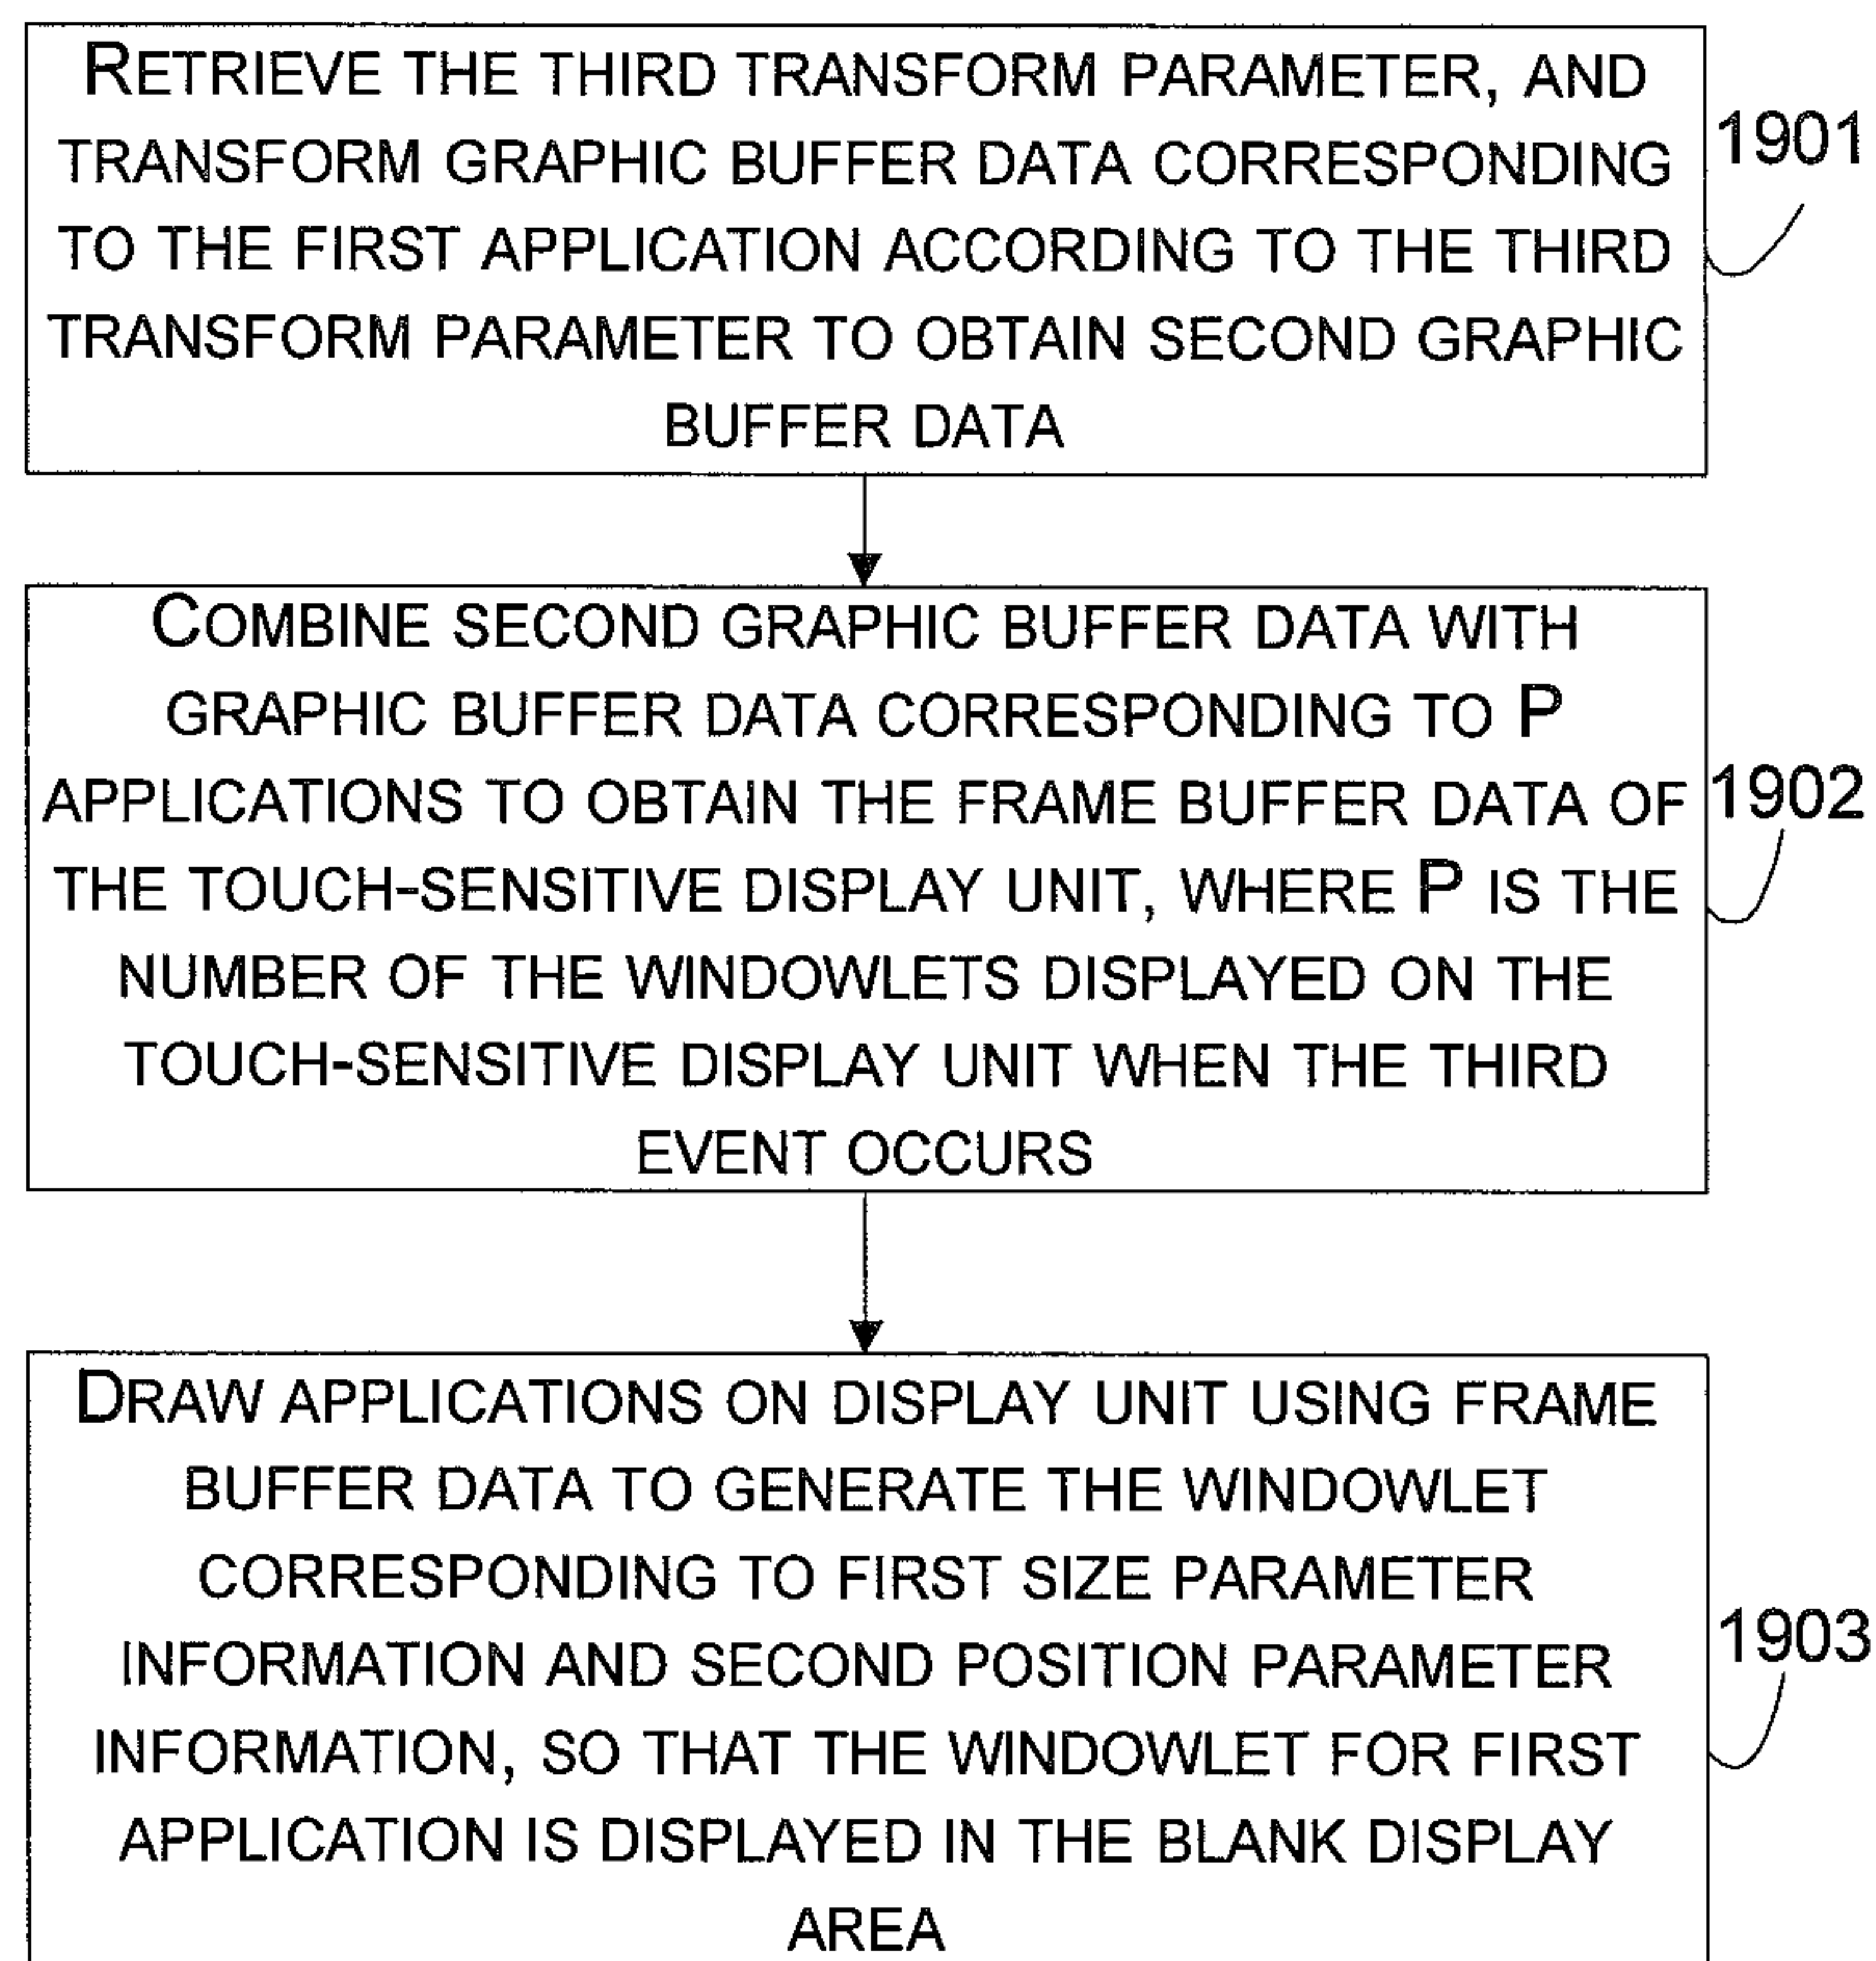 RETRIEVE THE THIRD TRANSFORM PARAMETER, AND
TRANSFORM GRAPHIC BUFFER DATA CORRESPONDING
TO THE FIRST APPLICATION ACCORDING TO THE THIRD
TRANSFORM PARAMETER TO OBTAIN SECOND GRAPHIC
BUFFER DATA
1901
COMBINE SECOND GRAPHIC BUFFER DATA WITH
GRAPHIC BUFFER DATA CORRESPONDING TO P
APPLICATIONS TO OBTAIN THE FRAME BUFFER DATA OF
THE TOUCH-SENSITIVE DISPLAY UNIT, WHERE P IS THE
NUMBER OF THE WINDOWLETS DISPLAYED ON THE
TOUCH-SENSITIVE DISPLAY UNIT WHEN THE THIRD
EVENT OCCURS
1902
DRAW APPLICATIONS ON DISPLAY UNIT USING FRAME
BUFFER DATA TO GENERATE THE WINDOWLET
CORRESPONDING TO FIRST SIZE PARAMETER
INFORMATION AND SECOND POSITION PARAMETER
INFORMATION, SO THAT THE WINDOWLET FOR FIRST
APPLICATION IS DISPLAYED IN THE BLANK DISPLAY
AREA
1903